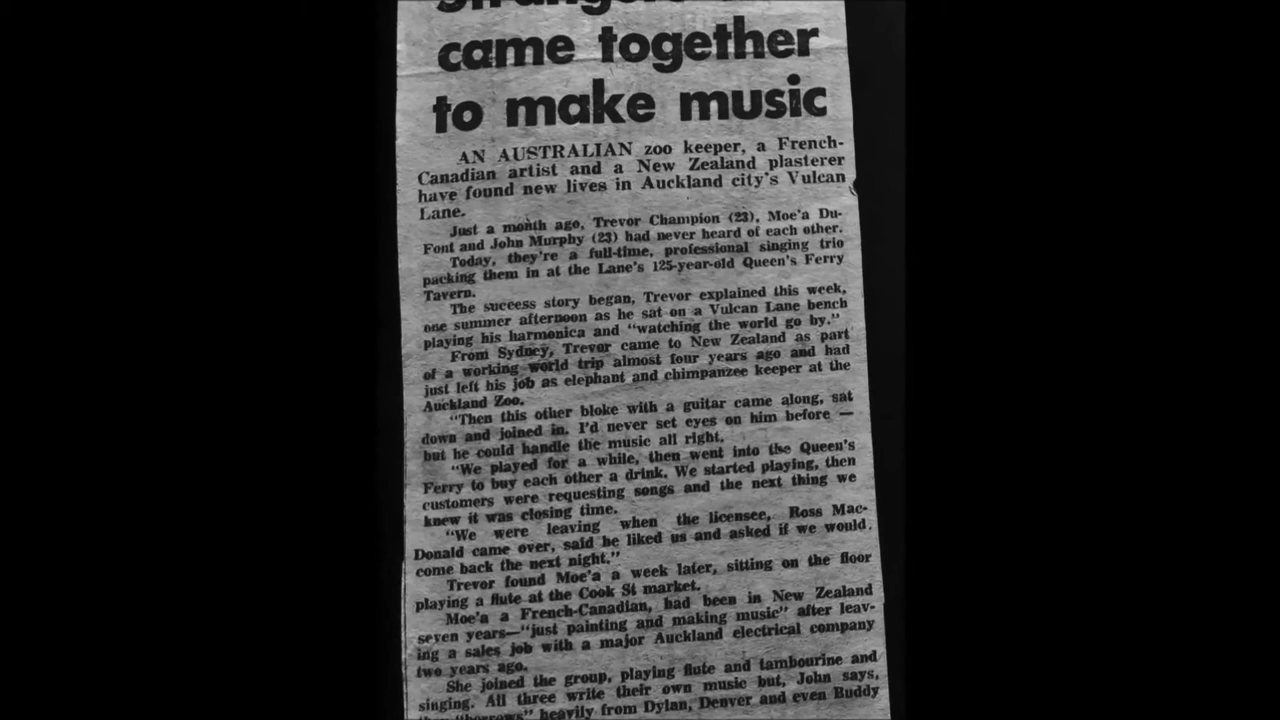 came together
to make music
AN AUSTRALIAN zoo keeper, a French-
Canadian artist and a New Zealand plasterer
have found new lives in Auckland city's Vulcan
Lane.
Just a month ago, Trevor Champion (23), Moe'a Du-
Font and John Murphy (23) had never heard of each other.
Today, they're a full-time, professional singing trio
packing them in at the Lane's 125-year-old Queen's Ferry
Tavern.
The success story began, Trevor explained this week,
one summer afternoon as he sat on a Vulcan Lane bench
playing his harmonica and "watching the world go by."
From Sydney, Trevor came to New Zealand as part
of a working world trip almost four years ago and had
just left his job as elephant and chimpanzee keeper at the
Auckland Zoo.
"Then this other bloke with a guitar came along, sat
down and joined in. I'd never set eyes on him before —
but he could handle the music all right.
"We played for a while, then went into the Queen's
Ferry to buy each other a drink. We started playing, then
customers were requesting songs and the next thing we
knew it was closing time.
"We were leaving when the licensee, Ross Mac-
Donald came over, said he liked us and asked if we would
come back the next night."
Trevor found Moe'a a week later, sitting on the floor
playing a flute at the Cook St market.
Moe'a a French-Canadian, had been in New Zealand
seven years—"just painting and making music" after leav-
ing a sales job with a major Auckland electrical company
two years ago.
She joined the group, playing flute and tambourine and
singing. All three write their own music but, John says,
"borrows" heavily from Dylan, Denver and even Buddy